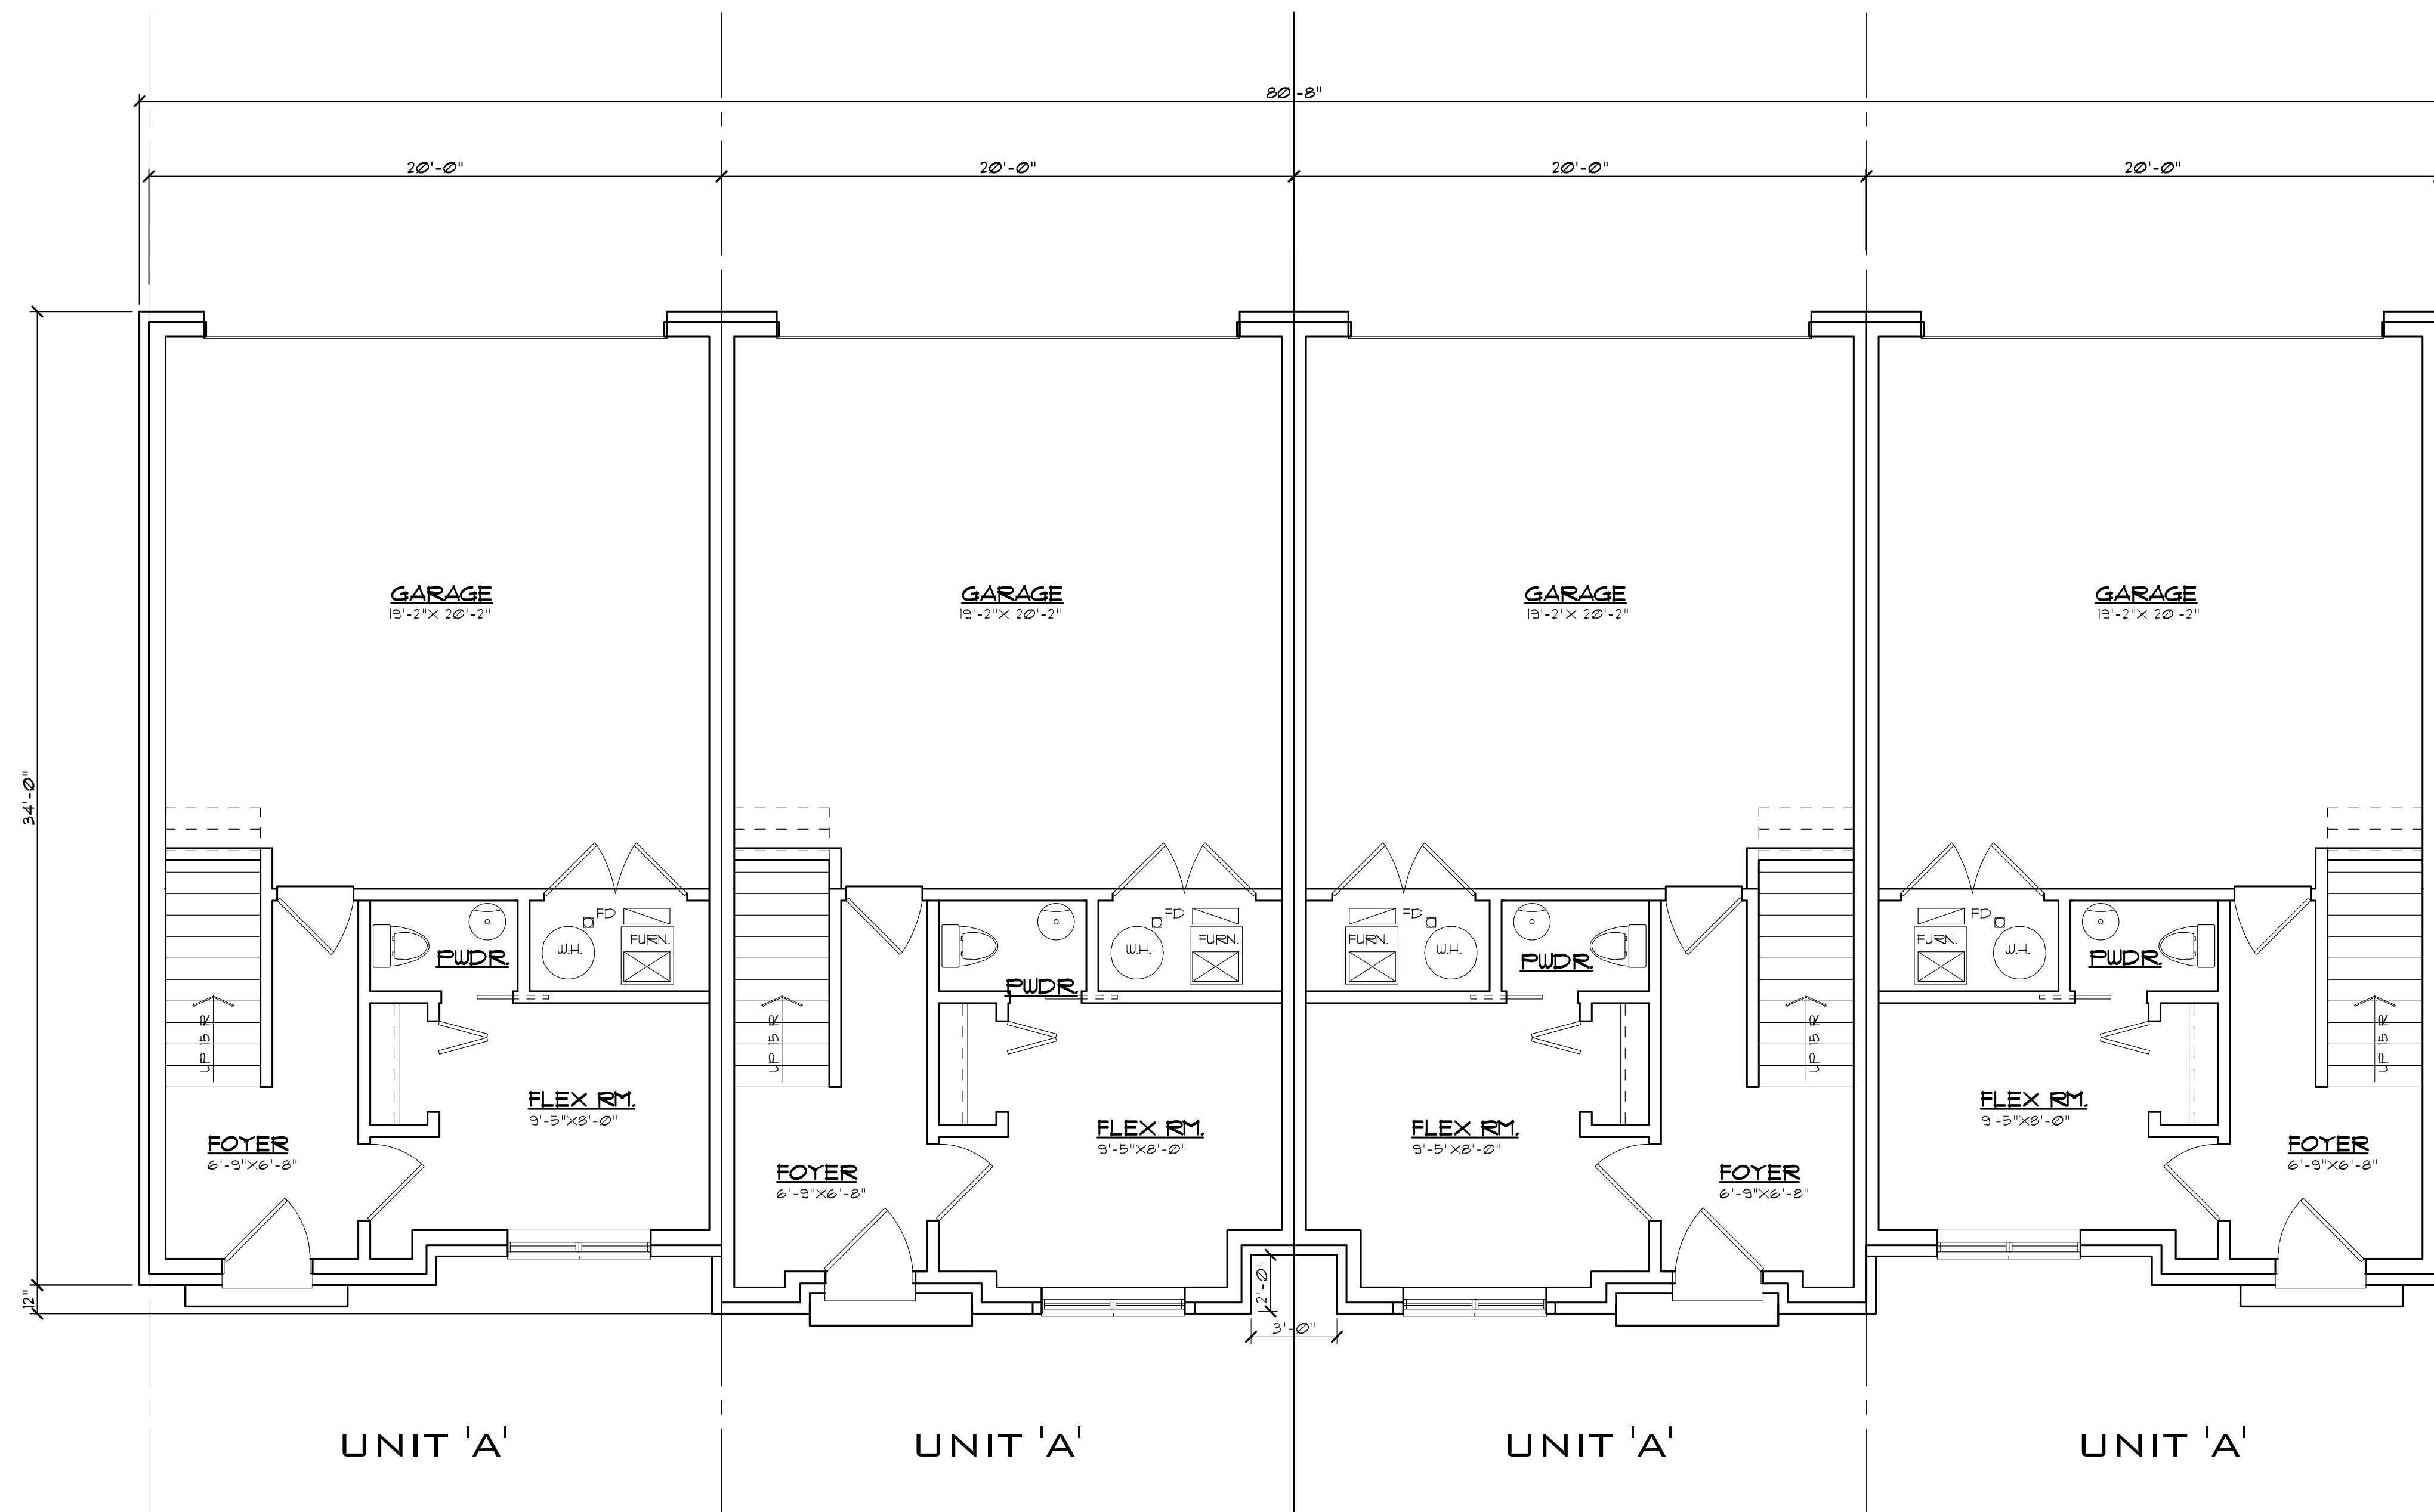 80'-8"
20'-0"
20'-0"
20'-0"
20'-0"
34'-0"
12"
GARAGE
19'-2"X 20'-2"
GARAGE
19'-2"X 20'-2"
GARAGE
19'-2"X 20'-2"
GARAGE
19'-2"X 20'-2"
FD
FURN.
W.H.
PWDR.
UP 15 R
FLEX RM.
9'-5"X8'-0"
FOYER
6'-9"X6'-8"
FD
FURN.
W.H.
PWDR.
UP 15 R
FLEX RM.
9'-5"X8'-0"
FOYER
6'-9"X6'-8"
FD
FURN.
W.H.
PWDR.
UP 15 R
FLEX RM.
9'-5"X8'-0"
FOYER
6'-9"X6'-8"
FD
FURN.
W.H.
PWDR.
UP 15 R
FLEX RM.
9'-5"X8'-0"
FOYER
6'-9"X6'-8"
2'-0"
3'-0"
UNIT 'A'
UNIT 'A'
UNIT 'A'
UNIT 'A'